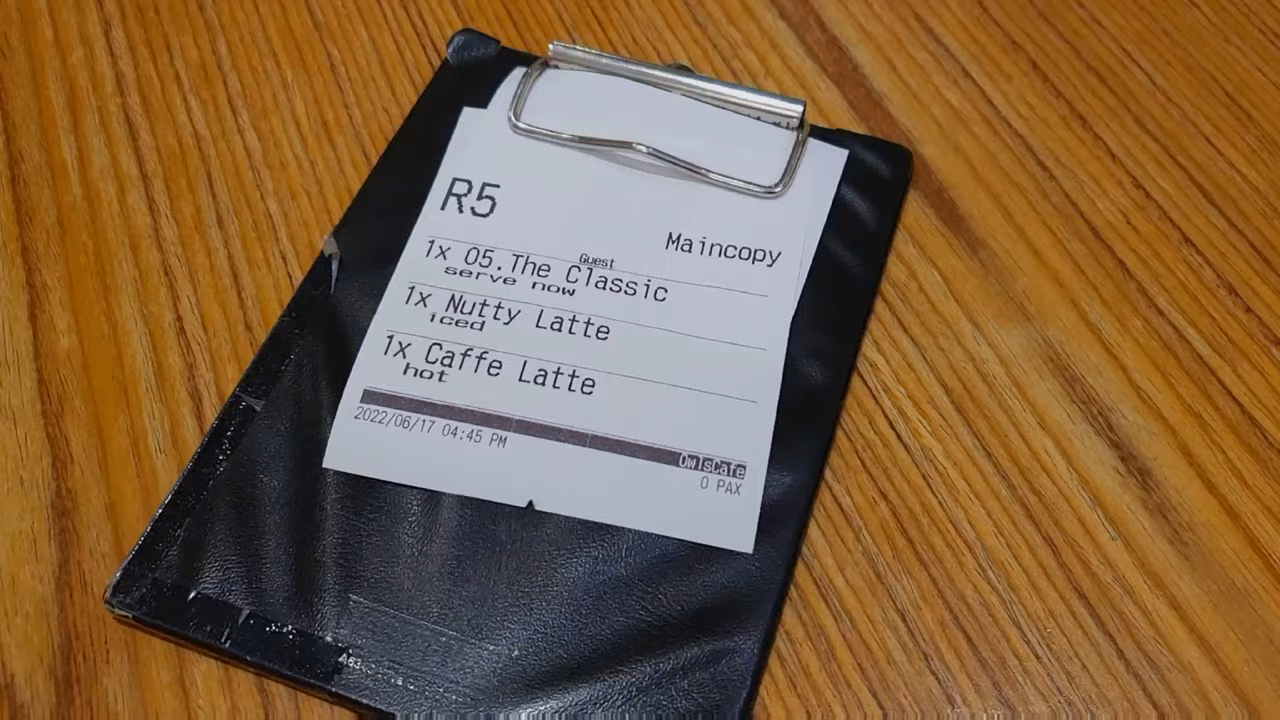 R5
Maincopy
Guest
1x 05.The Classic
serve now
1x Nutty Latte
iced
1x Caffe Latte
hot
2022/06/17 04:45 PM
OwlsCafe
0 PAX